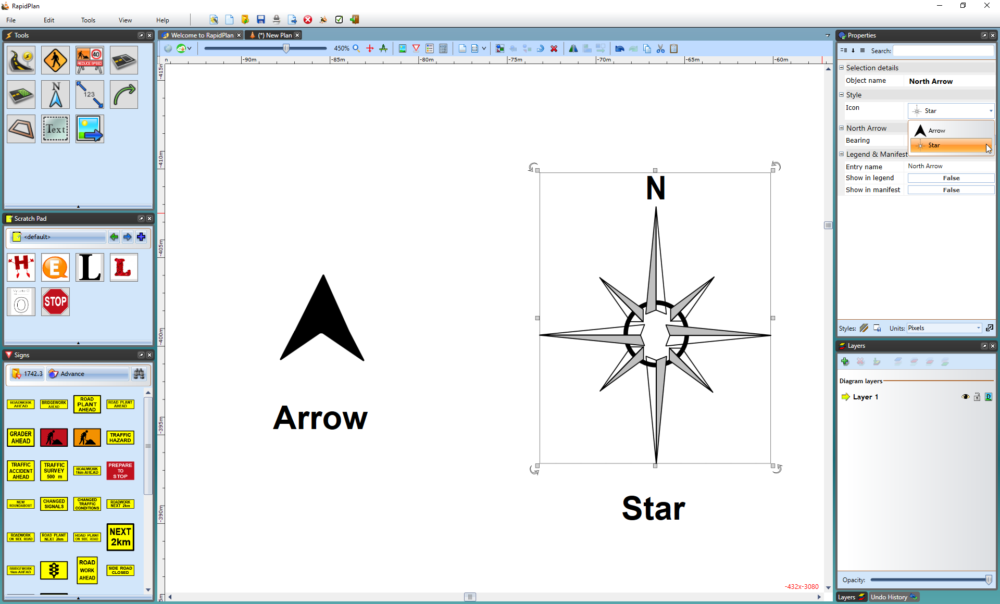 RapidPlan
File Edit Tools View Help
Tools
Welcome to RapidPlan (*) New Plan
Properties
450%
Search:
n -90m -85m -80m -75m -70m -65m -60m
-415m
-410m
-405m
-400m
-395m
-390m
N
40
REDUCE SPEED
N
123
Text
Scratch Pad
<default>
H E L L
O STOP
Signs
1742.3 Advance
ROADWORK AHEAD
BRIDGEWORK AHEAD
ROAD PLANT AHEAD
ROAD PLANT AHEAD
GRADER AHEAD
TRAFFIC HAZARD
TRAFFIC ACCIDENT AHEAD
TRAFFIC SURVEY 500 m
ROADWORK 1km AHEAD
PREPARE TO STOP
NEW ROUNDABOUT
CHANGED SIGNALS
CHANGED TRAFFIC CONDITIONS
ROADWORK NEXT 2km
ROADWORK ON SIDE ROAD
ROAD PLANT NEXT 2km
ROAD PLANT ON SIDE ROAD
NEXT 2km
BRIDGEWORK 1km AHEAD
ROAD WORK AHEAD
SIDE ROAD CLOSED
Arrow
Star
-432x-3080
Selection details
Object name North Arrow
Style
Icon Star
Arrow
Star
North Arrow
Bearing
Legend & Manifest
Entry name North Arrow
Show in legend False
Show in manifest False
Styles: Units: Pixels
Layers
Diagram layers
Layer 1
D
Opacity:
Layers Undo History